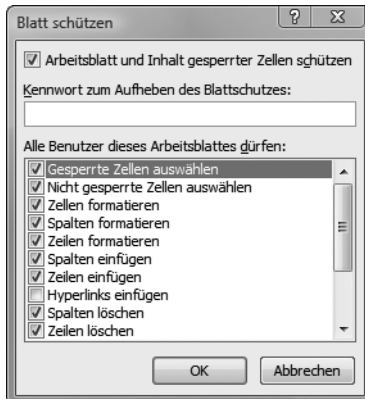 Blatt schützen
Arbeitsblatt und Inhalt gesperrter Zellen schützen
Kennwort zum Aufheben des Blattschutzes:
Alle Benutzer dieses Arbeitsblattes dürfen:
Gesperrte Zellen auswählen
Nicht gesperrte Zellen auswählen
Zellen formatieren
Spalten formatieren
Zeilen formatieren
Spalten einfügen
Zeilen einfügen
Hyperlinks einfügen
Spalten löschen
Zeilen löschen
OK Abbrechen